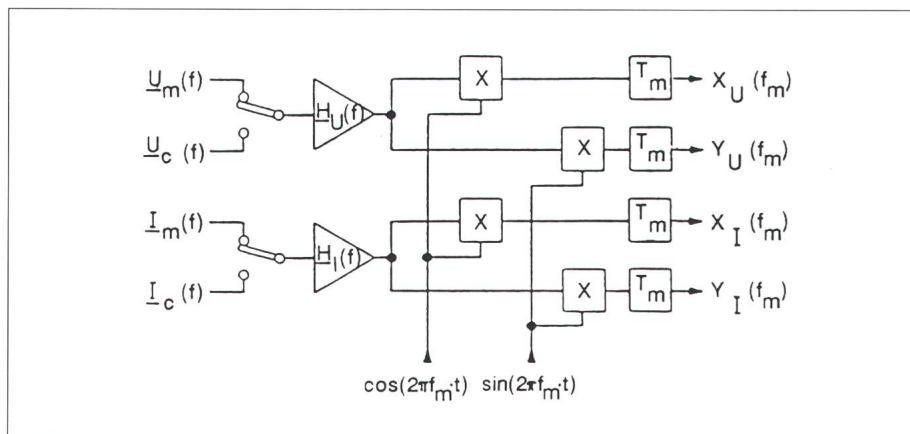 U_m(f)
H_U(f)
X
T_m
X_U (f_m)
U_c (f)
X
T_m
Y_U (f_m)
I_m(f)
H_I(f)
X
T_m
X_I (f_m)
I_c (f)
X
T_m
Y_I (f_m)
cos(2πf_m·t) sin(2πf_m·t)